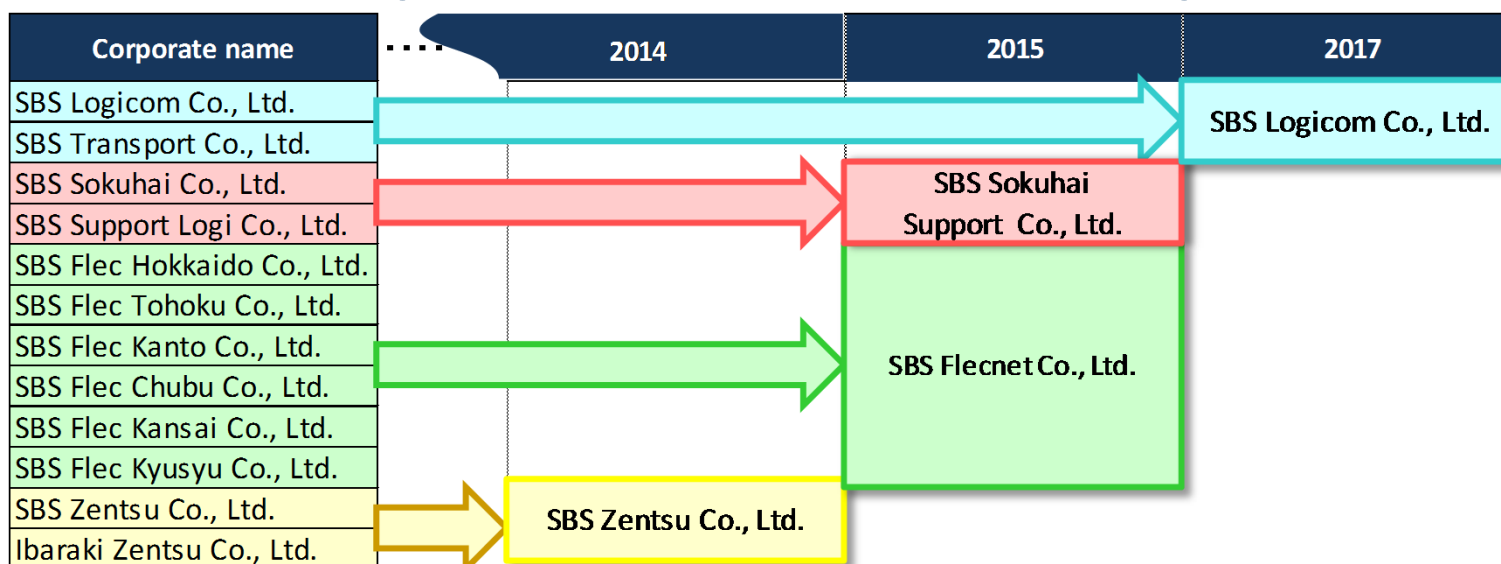 Corporate name
2014
2015
2017
SBS Logicom Co., Ltd.
SBS Transport Co., Ltd.
SBS Logicom Co., Ltd.
SBS Sokuhai Co., Ltd.
SBS Support Logi Co., Ltd.
SBS Sokuhai
Support Co., Ltd.
SBS Flec Hokkaido Co., Ltd.
SBS Flec Tohoku Co., Ltd.
SBS Flec Kanto Co., Ltd.
SBS Flec Chubu Co., Ltd.
SBS Flec Kansai Co., Ltd.
SBS Flec Kyusyu Co., Ltd.
SBS Flecnet Co., Ltd.
SBS Zentsu Co., Ltd.
Ibaraki Zentsu Co., Ltd.
SBS Zentsu Co., Ltd.